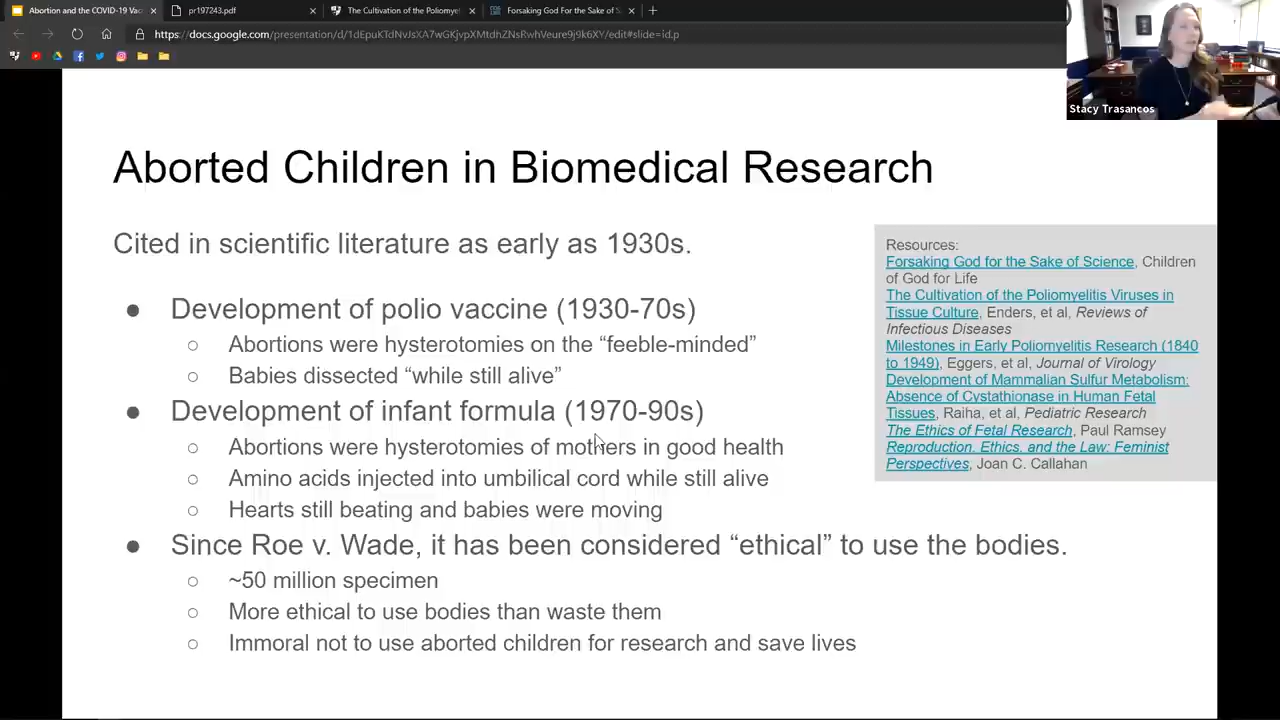 Abortion and the COVID-19 Vac
pr197243.pdf
The Cultivation of the Poliomyel
Forsaking God For the Sake of S
https://docs.google.com/presentation/d/1dEpuKTdNvJsXA7wGKjvpXMtdhZNsRwhVeure9j9k6XY/edit#slide=id.p
Stacy Trasancos
Aborted Children in Biomedical Research
Cited in scientific literature as early as 1930s.
● Development of polio vaccine (1930-70s)
○ Abortions were hysterotomies on the “feeble-minded”
○ Babies dissected “while still alive”
● Development of infant formula (1970-90s)
○ Abortions were hysterotomies of mothers in good health
○ Amino acids injected into umbilical cord while still alive
○ Hearts still beating and babies were moving
● Since Roe v. Wade, it has been considered “ethical” to use the bodies.
○ ~50 million specimen
○ More ethical to use bodies than waste them
○ Immoral not to use aborted children for research and save lives
Resources:
Forsaking God for the Sake of Science, Children
of God for Life
The Cultivation of the Poliomyelitis Viruses in
Tissue Culture, Enders, et al, Reviews of
Infectious Diseases
Milestones in Early Poliomyelitis Research (1840
to 1949), Eggers, et al, Journal of Virology
Development of Mammalian Sulfur Metabolism:
Absence of Cystathionase in Human Fetal
Tissues, Raiha, et al, Pediatric Research
The Ethics of Fetal Research, Paul Ramsey
Reproduction, Ethics, and the Law: Feminist
Perspectives, Joan C. Callahan